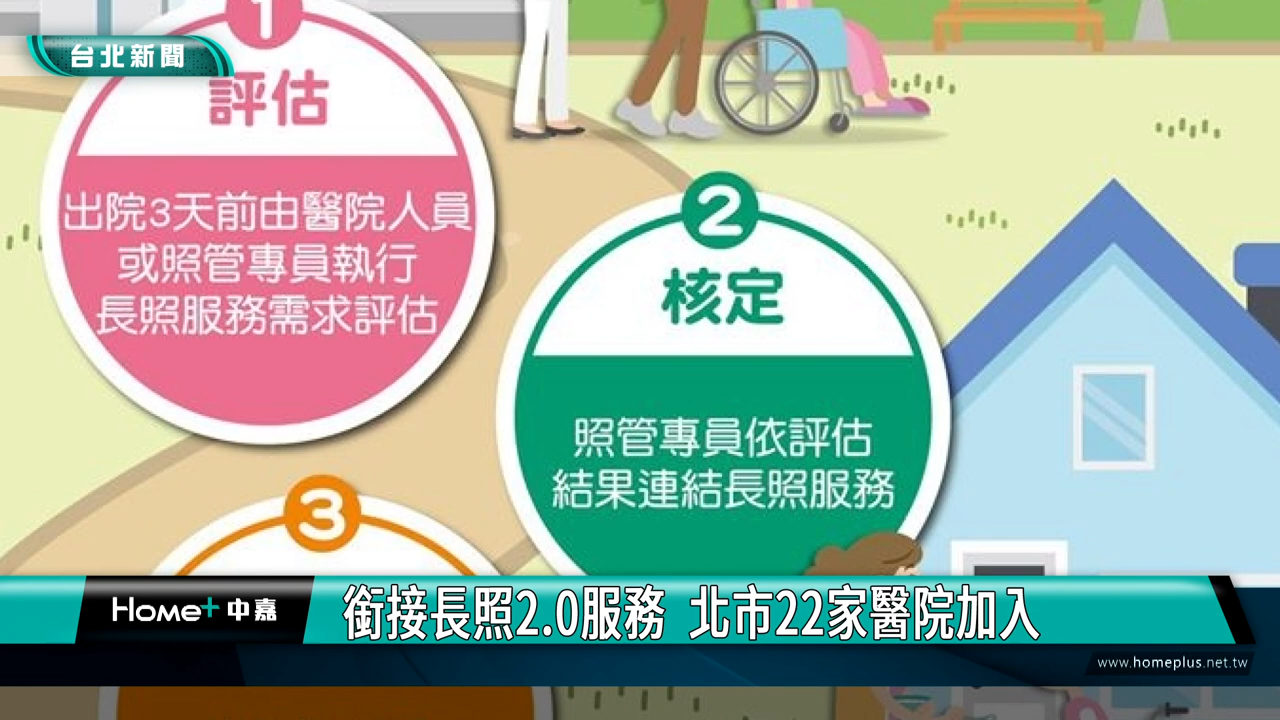 台北新聞
1
評估
出院3天前由醫院人員
或照管專員執行
長照服務需求評估
2
核定
照管專員依評估
結果連結長照服務
3
Home+中嘉
銜接長照2.0服務 北市22家醫院加入
www.homeplus.net.tw